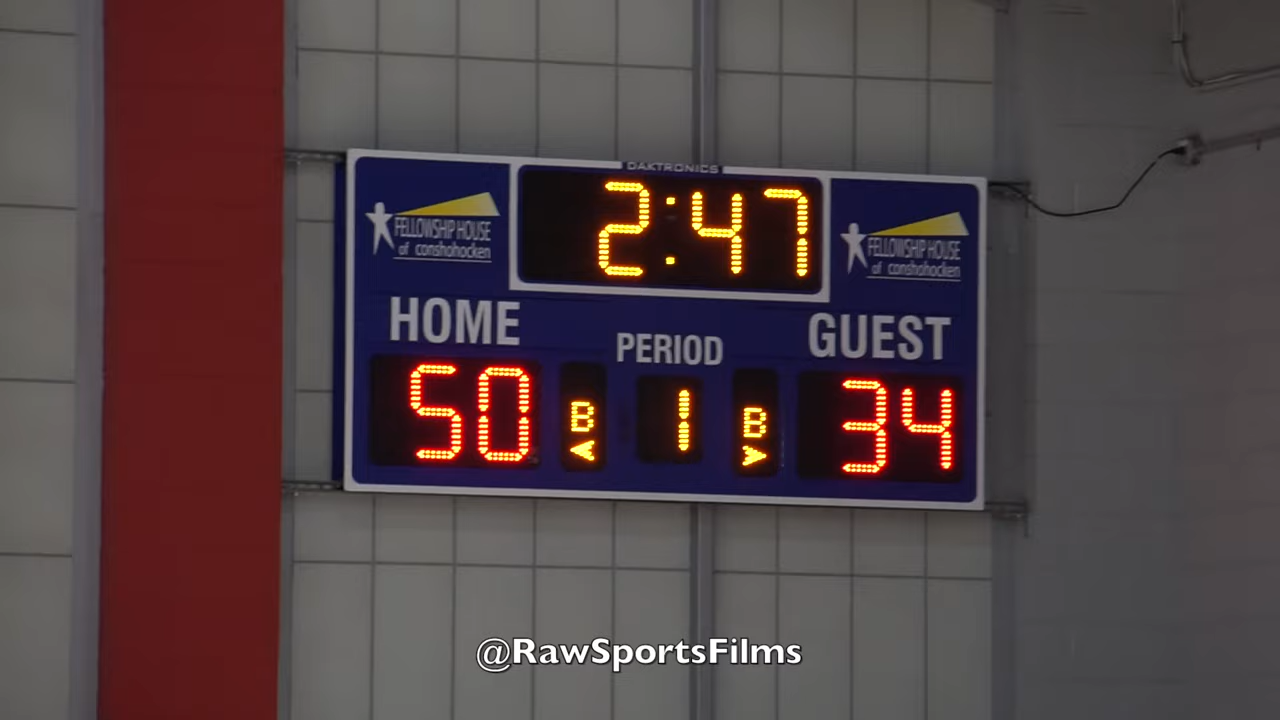 DAKTRONICS
2:47
FELLOWSHIP HOUSE
of conshohocken
FELLOWSHIP HOUSE
of conshohocken
HOME
PERIOD
GUEST
50
B
1
B
34
@RawSportsFilms